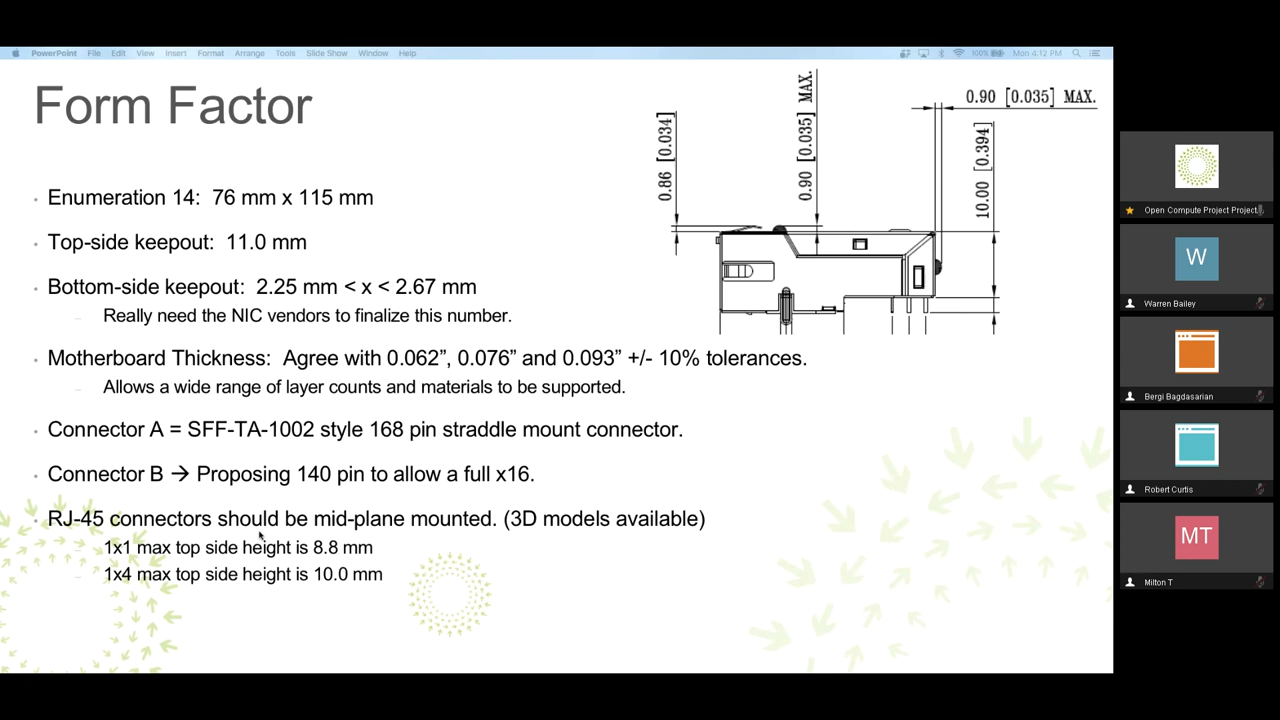 PowerPoint File Edit View Insert Format Arrange Tools Slide Show Window Help 100% Mon 4:12 PM
Form Factor
0.86 [0.034]
0.90 [0.035] MAX.
0.90 [0.035] MAX.
10.00 [0.394]
Enumeration 14: 76 mm x 115 mm
Top-side keepout: 11.0 mm
Bottom-side keepout: 2.25 mm < x < 2.67 mm
Really need the NIC vendors to finalize this number.
Motherboard Thickness: Agree with 0.062”, 0.076” and 0.093” +/- 10% tolerances.
Allows a wide range of layer counts and materials to be supported.
Connector A = SFF-TA-1002 style 168 pin straddle mount connector.
Connector B → Proposing 140 pin to allow a full x16.
RJ-45 connectors should be mid-plane mounted. (3D models available)
1x1 max top side height is 8.8 mm
1x4 max top side height is 10.0 mm
Open Compute Project Project
W
Warren Bailey
Bergi Bagdasarian
Robert Curtis
MT
Milton T